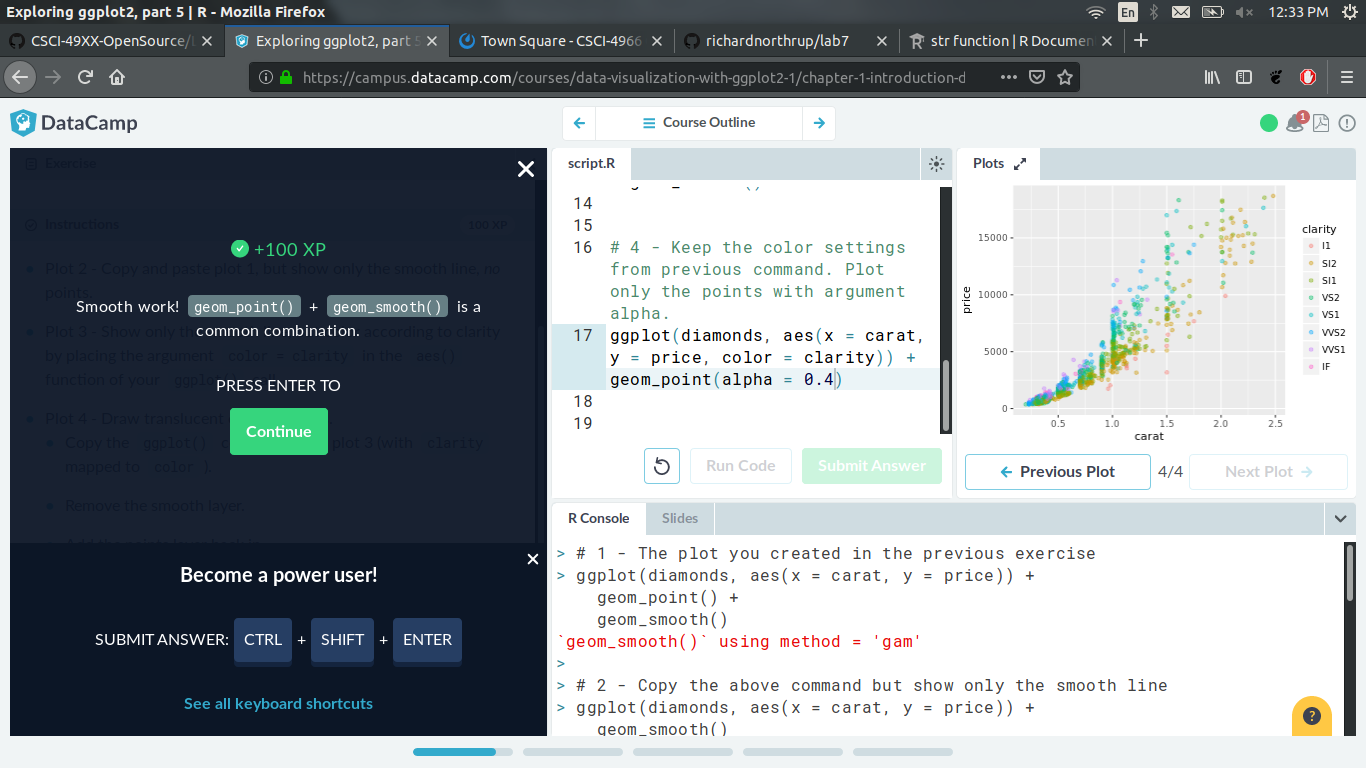 Exploring ggplot2, part 5 | R - Mozilla Firefox
En
12:33 PM
CSCI-49XX-OpenSource/
Exploring ggplot2, part 5
Town Square - CSCI-4966
richardnorthrup/lab7
str function | R Documen
https://campus.datacamp.com/courses/data-visualization-with-ggplot2-1/chapter-1-introduction-d
DataCamp
Course Outline
1
Exercise
Instructions
100 XP
Plot 2 - Copy and paste plot 1, but show only the smooth line, no
points.
+100 XP
Smooth work! geom_point() + geom_smooth() is a
common combination.
Plot 3 - Show only the
according to clarity
by placing the argument color = clarity in the aes()
function of your ggplot()
PRESS ENTER TO
Continue
Plot 4 - Draw translucent
Copy the ggplot() plot 3 (with clarity
mapped to color ).
Remove the smooth layer.
Become a power user!
SUBMIT ANSWER: CTRL + SHIFT + ENTER
See all keyboard shortcuts
script.R
14
15
16 # 4 - Keep the color settings
from previous command. Plot
only the points with argument
alpha.
17 ggplot(diamonds, aes(x = carat,
y = price, color = clarity)) +
geom_point(alpha = 0.4)
18
19
Run Code
Submit Answer
Plots
price
15000
10000
5000
0
0.5 1.0 1.5 2.0 2.5
carat
clarity
I1
SI2
SI1
VS2
VS1
VVS2
VVS1
IF
Previous Plot
4/4
Next Plot
R Console
Slides
> # 1 - The plot you created in the previous exercise
> ggplot(diamonds, aes(x = carat, y = price)) +
geom_point() +
geom_smooth()
`geom_smooth()` using method = 'gam'
>
> # 2 - Copy the above command but show only the smooth line
> ggplot(diamonds, aes(x = carat, y = price)) +
geom_smooth()
?